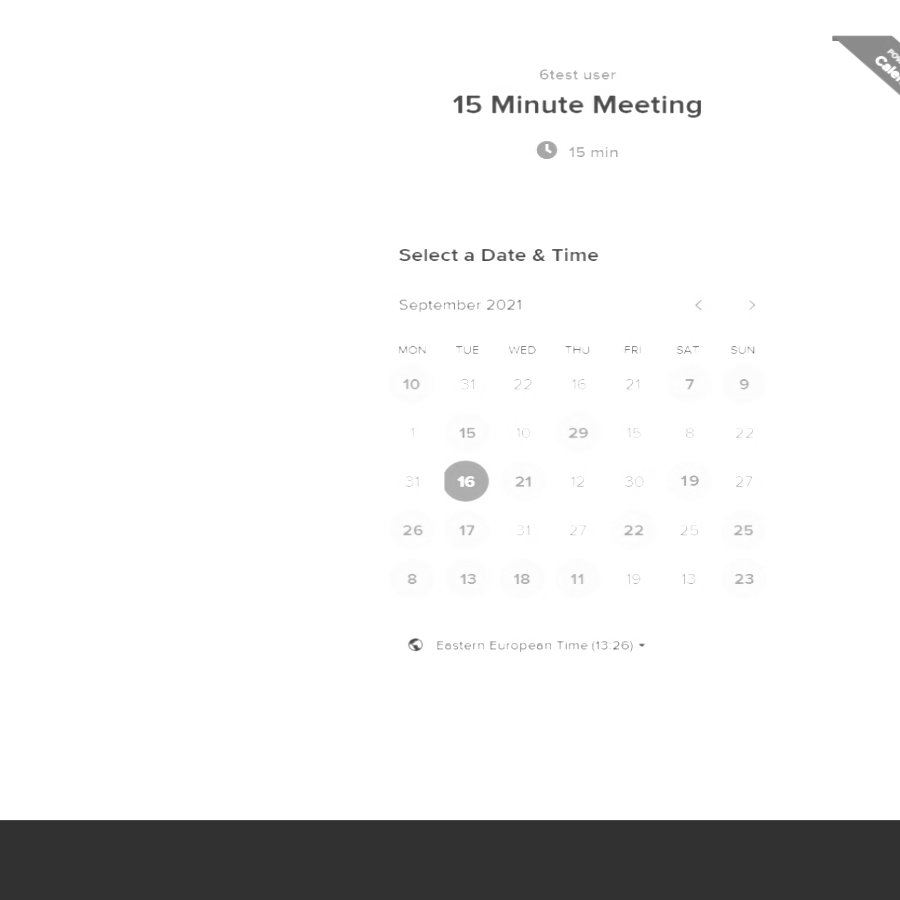 6test user
15 Minute Meeting
15 min
Select a Date & Time
September 2021
MON TUE WED THU FRI SAT SUN
10 31 22 16 21 7 9
1 15 10 29 15 8 22
31 16 21 12 30 19 27
26 17 31 27 22 25 25
8 13 18 11 19 13 23
Eastern European Time (13:26)